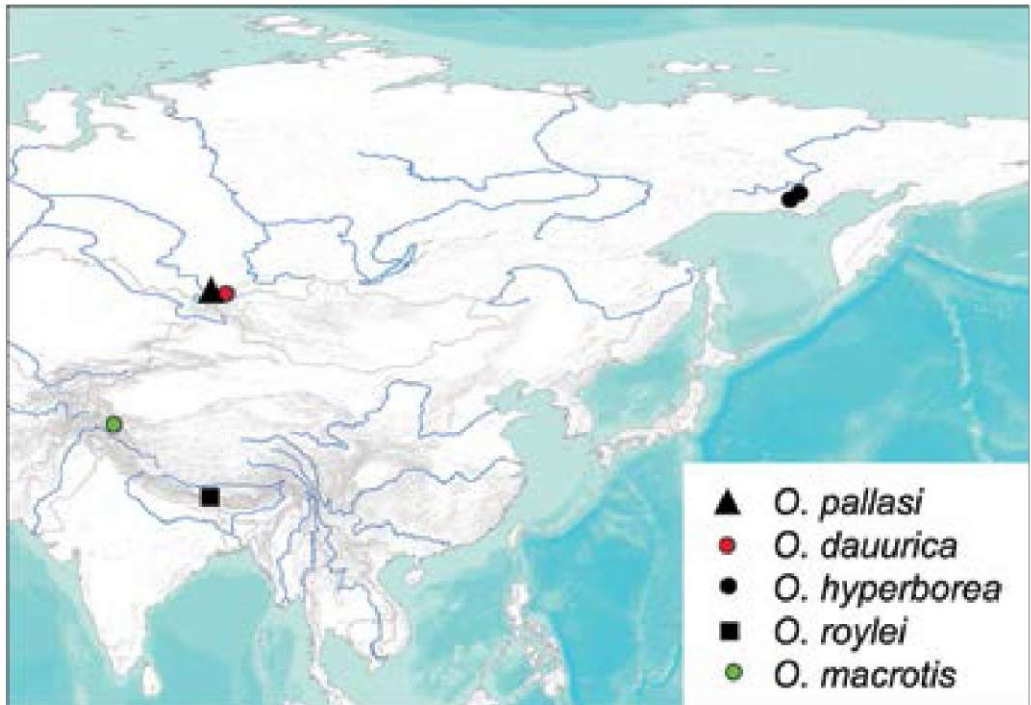 O. pallasi
O. dauurica
O. hyperborea
O. roylei
O. macrotis